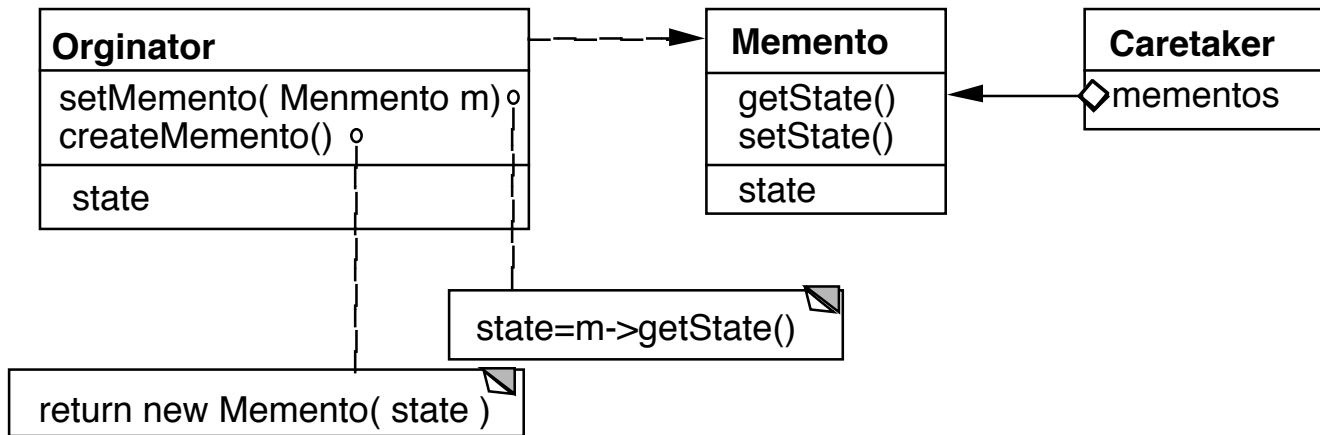 Orginator
setMemento( Menmento m)
createMemento()
state
Memento
getState()
setState()
state
Caretaker
mementos
state=m->getState()
return new Memento( state )